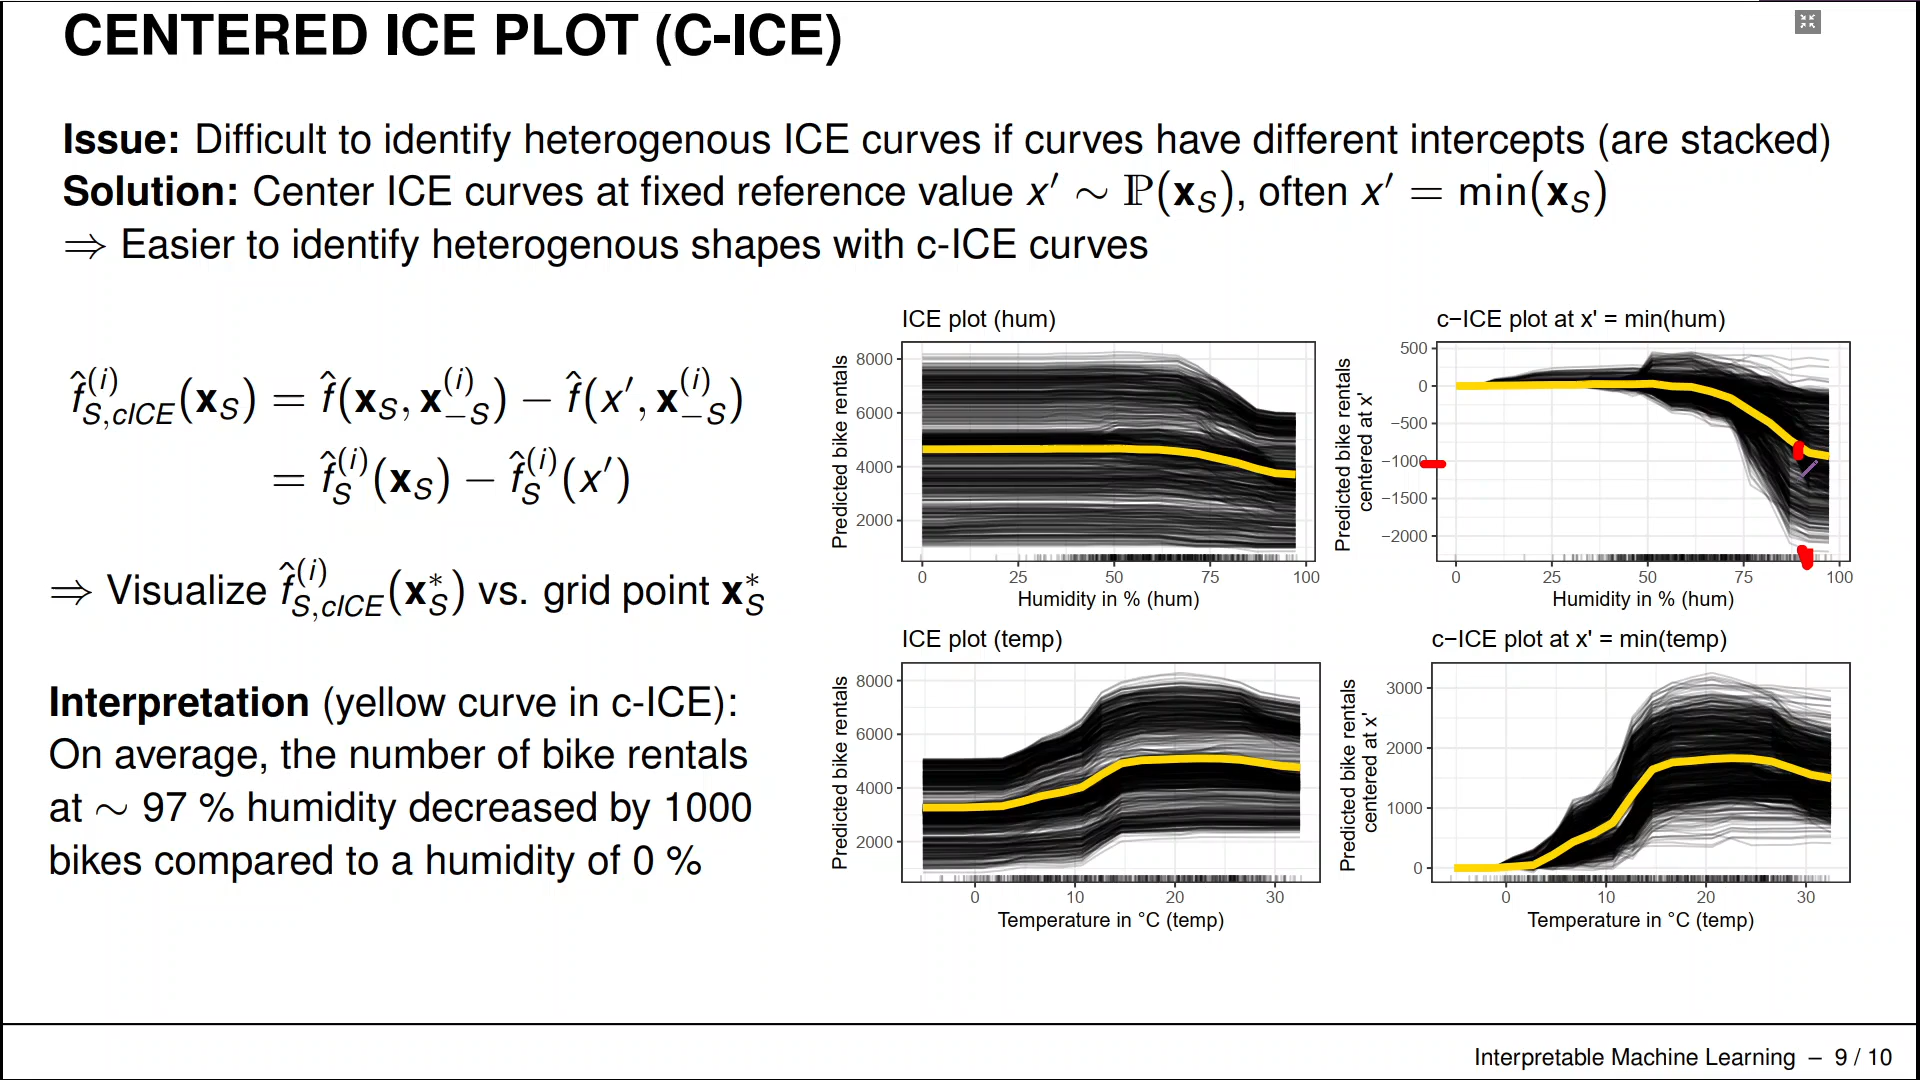 CENTERED ICE PLOT (C-ICE)
Issue: Difficult to identify heterogenous ICE curves if curves have different intercepts (are stacked)
Solution: Center ICE curves at fixed reference value x′ ∼ ℙ(x_S), often x′ = min(x_S)
⇒ Easier to identify heterogenous shapes with c-ICE curves
f̂^(i)_{S,cICE}(x_S) = f̂(x_S, x^(i)_{−S}) − f̂(x′, x^(i)_{−S})
= f̂^(i)_S(x_S) − f̂^(i)_S(x′)
⇒ Visualize f̂^(i)_{S,cICE}(x*_S) vs. grid point x*_S
Interpretation (yellow curve in c-ICE):
On average, the number of bike rentals
at ∼ 97 % humidity decreased by 1000
bikes compared to a humidity of 0 %
ICE plot (hum)
Predicted bike rentals
8000
6000
4000
2000
0 25 50 75 100
Humidity in % (hum)
c−ICE plot at x' = min(hum)
Predicted bike rentals
centered at x'
500
0
−500
−1000
−1500
−2000
0 25 50 75 100
Humidity in % (hum)
ICE plot (temp)
Predicted bike rentals
8000
6000
4000
2000
0 10 20 30
Temperature in °C (temp)
c−ICE plot at x' = min(temp)
Predicted bike rentals
centered at x'
3000
2000
1000
0
0 10 20 30
Temperature in °C (temp)
Interpretable Machine Learning – 9 / 10